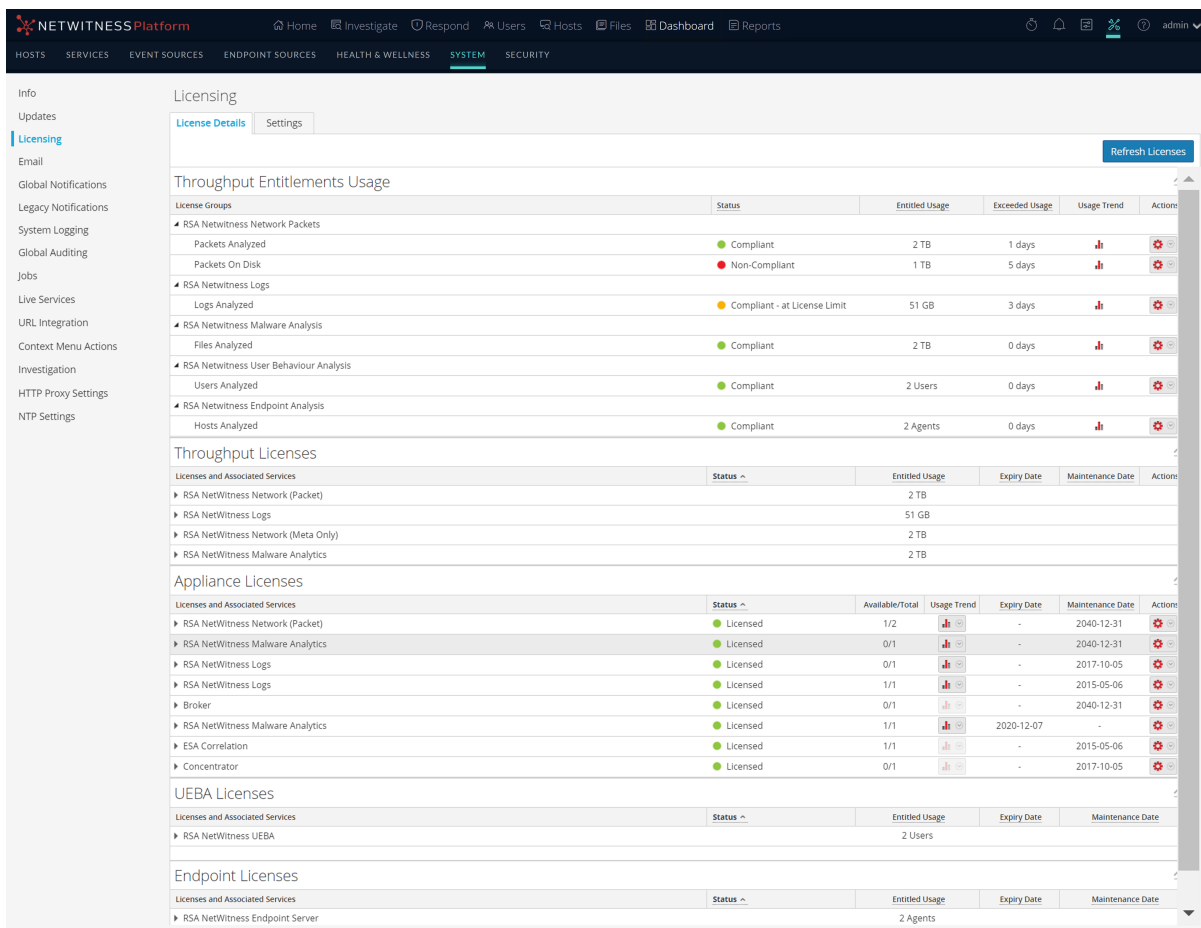 NETWITNESS Platform Home Investigate Respond Users Hosts Files Dashboard Reports admin
HOSTS SERVICES EVENT SOURCES ENDPOINT SOURCES HEALTH & WELLNESS SYSTEM SECURITY
Info
Updates
Licensing
Email
Global Notifications
Legacy Notifications
System Logging
Global Auditing
Jobs
Live Services
URL Integration
Context Menu Actions
Investigation
HTTP Proxy Settings
NTP Settings
Licensing
License Details Settings
Refresh Licenses
Throughput Entitlements Usage
License Groups Status Entitled Usage Exceeded Usage Usage Trend Actions
RSA Netwitness Network Packets
Packets Analyzed Compliant 2 TB 1 days
Packets On Disk Non-Compliant 1 TB 5 days
RSA Netwitness Logs
Logs Analyzed Compliant - at License Limit 51 GB 3 days
RSA Netwitness Malware Analysis
Files Analyzed Compliant 2 TB 0 days
RSA Netwitness User Behaviour Analysis
Users Analyzed Compliant 2 Users 0 days
RSA Netwitness Endpoint Analysis
Hosts Analyzed Compliant 2 Agents 0 days
Throughput Licenses
Licenses and Associated Services Status Entitled Usage Expiry Date Maintenance Date Actions
RSA NetWitness Network (Packet) 2 TB
RSA NetWitness Logs 51 GB
RSA NetWitness Network (Meta Only) 2 TB
RSA NetWitness Malware Analytics 2 TB
Appliance Licenses
Licenses and Associated Services Status Available/Total Usage Trend Expiry Date Maintenance Date Actions
RSA NetWitness Network (Packet) Licensed 1/2 - 2040-12-31
RSA NetWitness Malware Analytics Licensed 0/1 - 2040-12-31
RSA NetWitness Logs Licensed 0/1 - 2017-10-05
RSA NetWitness Logs Licensed 1/1 - 2015-05-06
Broker Licensed 0/1 - 2040-12-31
RSA NetWitness Malware Analytics Licensed 1/1 2020-12-07 -
ESA Correlation Licensed 1/1 - 2015-05-06
Concentrator Licensed 0/1 - 2017-10-05
UEBA Licenses
Licenses and Associated Services Status Entitled Usage Expiry Date Maintenance Date
RSA NetWitness UEBA 2 Users
Endpoint Licenses
Licenses and Associated Services Status Entitled Usage Expiry Date Maintenance Date
RSA NetWitness Endpoint Server 2 Agents